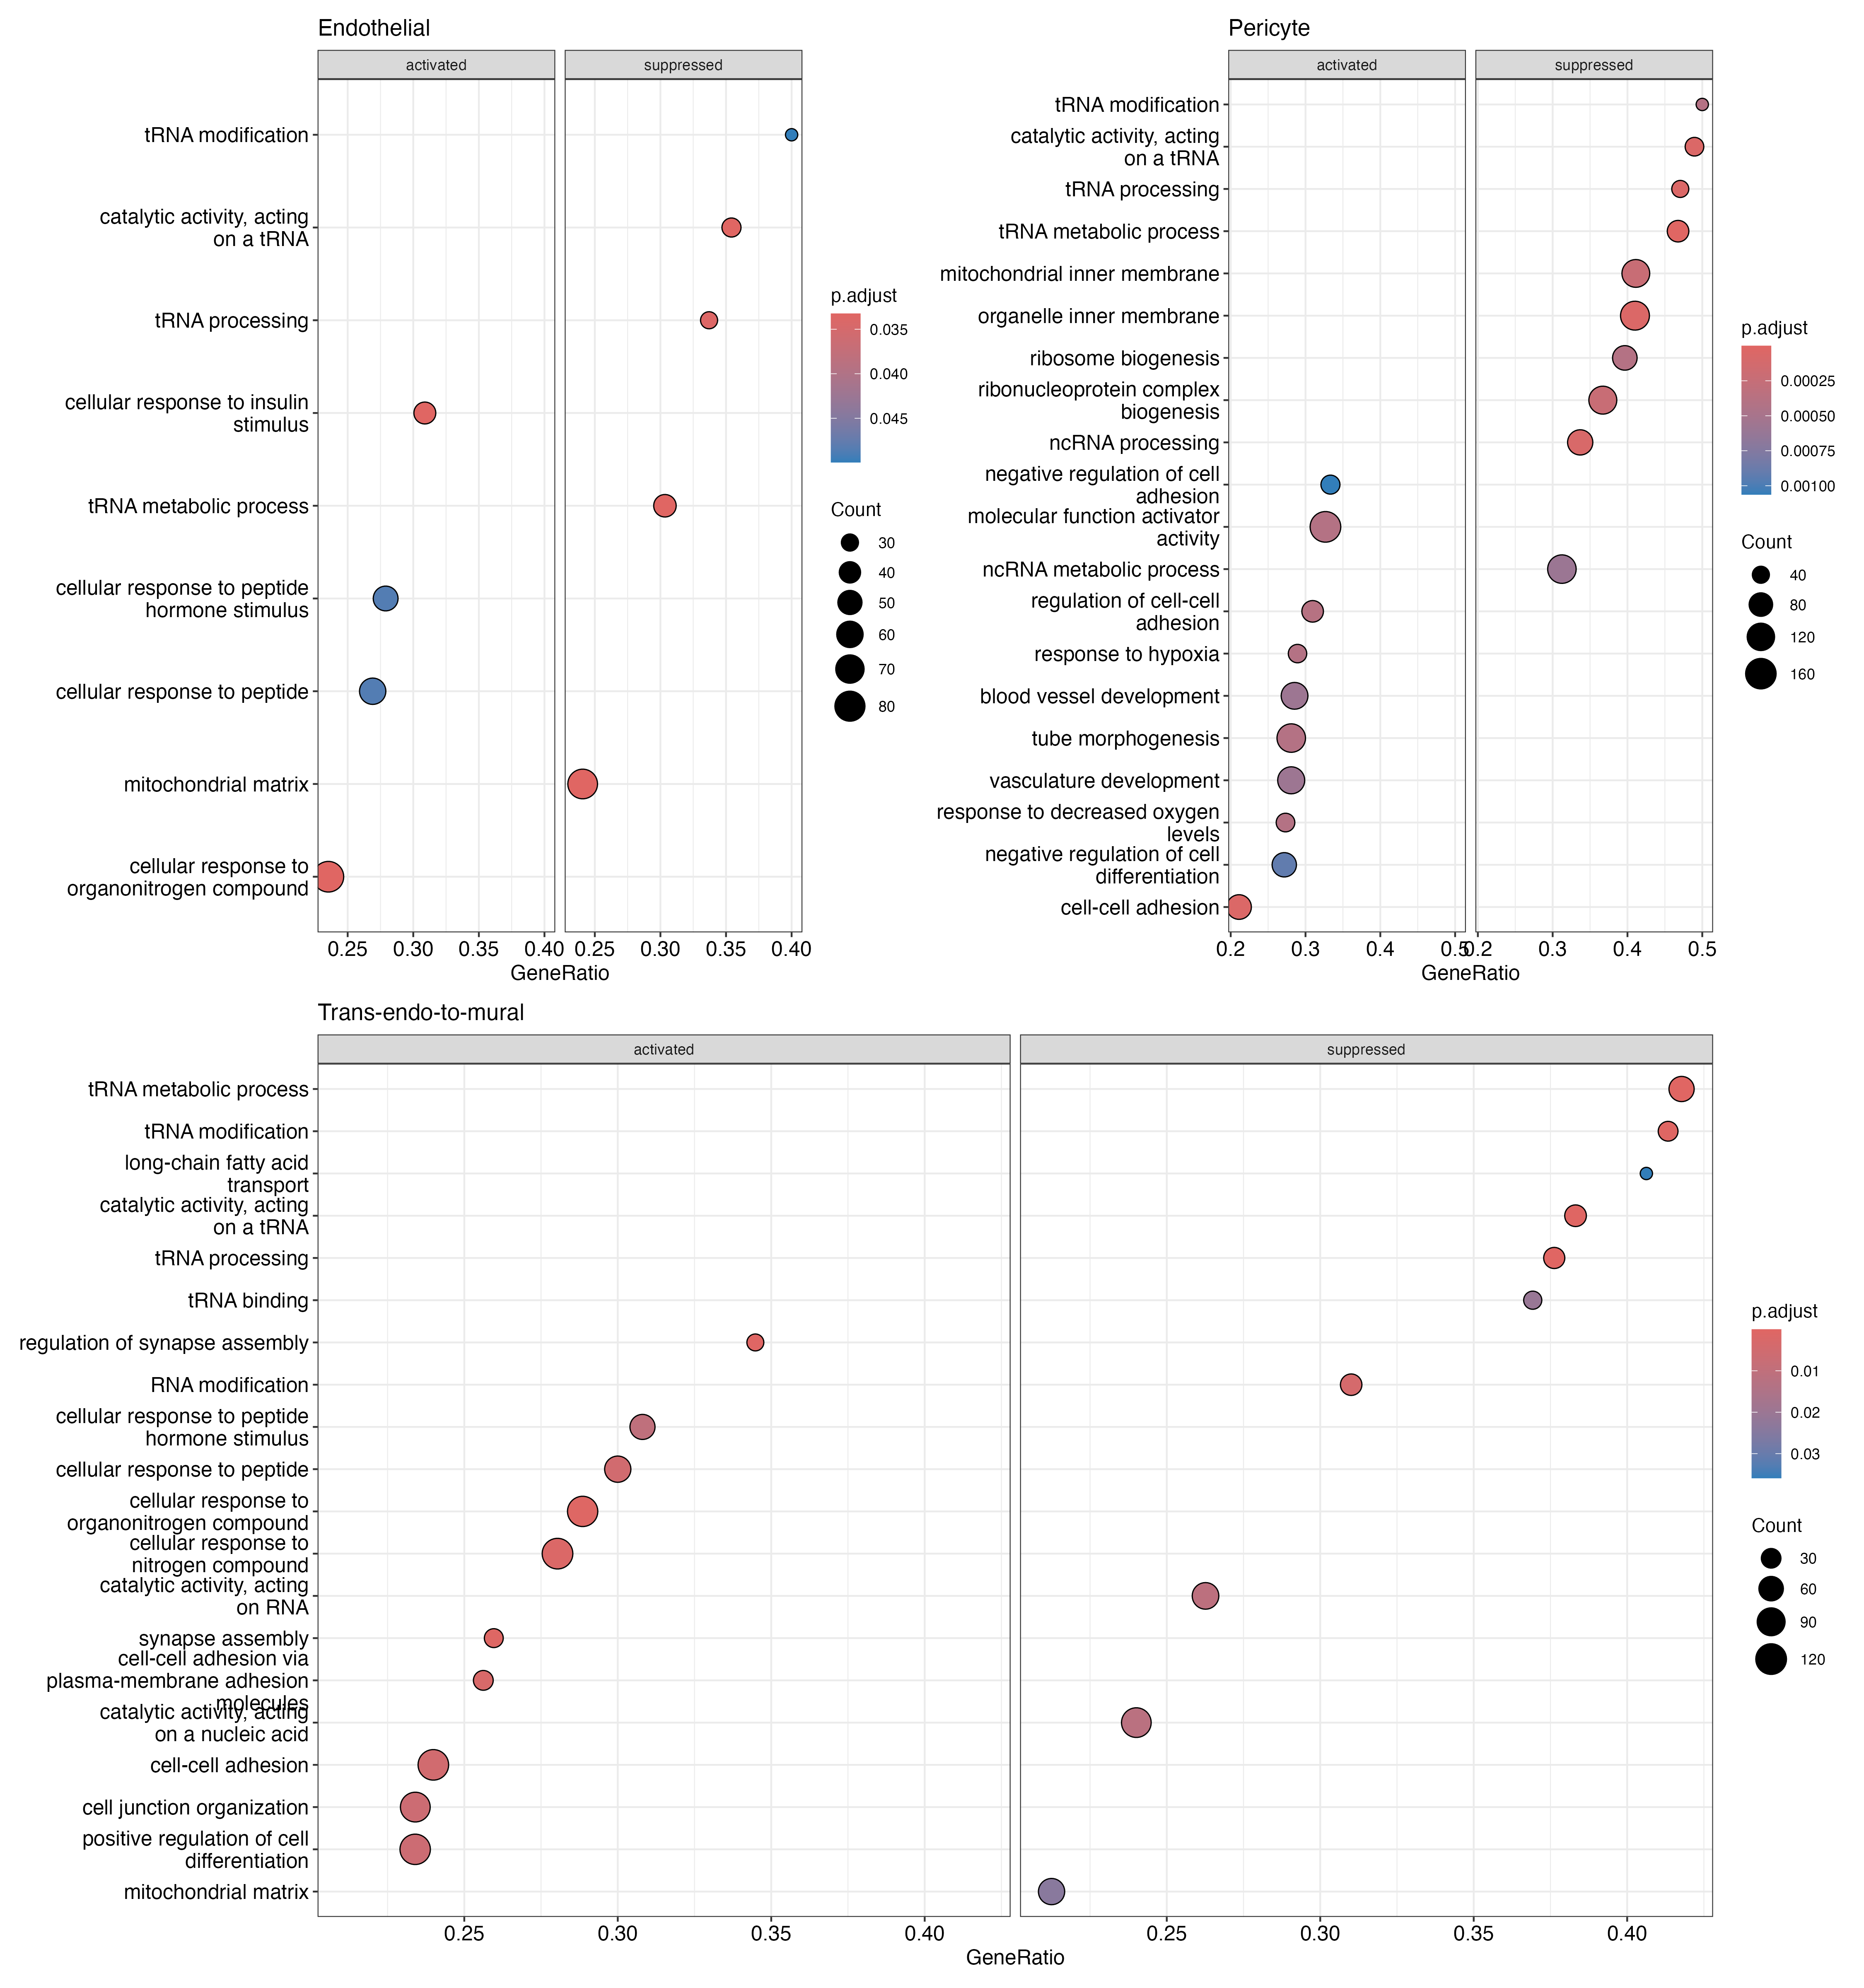 Endothelial
activated
suppressed
tRNA modification
catalytic activity, acting
on a tRNA
tRNA processing
cellular response to insulin
stimulus
tRNA metabolic process
cellular response to peptide
hormone stimulus
cellular response to peptide
mitochondrial matrix
cellular response to
organonitrogen compound
0.25 0.30 0.35 0.40 0.25 0.30 0.35 0.40
GeneRatio
p.adjust
0.035
0.040
0.045
Count
30
40
50
60
70
80
Pericyte
activated
suppressed
tRNA modification
catalytic activity, acting
on a tRNA
tRNA processing
tRNA metabolic process
mitochondrial inner membrane
organelle inner membrane
ribosome biogenesis
ribonucleoprotein complex
biogenesis
ncRNA processing
negative regulation of cell
adhesion
molecular function activator
activity
ncRNA metabolic process
regulation of cell-cell
adhesion
response to hypoxia
blood vessel development
tube morphogenesis
vasculature development
response to decreased oxygen
levels
negative regulation of cell
differentiation
cell-cell adhesion
0.2 0.3 0.4 0.5 0.2 0.3 0.4 0.5
GeneRatio
p.adjust
0.00025
0.00050
0.00075
0.00100
Count
40
80
120
160
Trans-endo-to-mural
activated
suppressed
tRNA metabolic process
tRNA modification
long-chain fatty acid
transport
catalytic activity, acting
on a tRNA
tRNA processing
tRNA binding
regulation of synapse assembly
RNA modification
cellular response to peptide
hormone stimulus
cellular response to peptide
cellular response to
organonitrogen compound
cellular response to
nitrogen compound
catalytic activity, acting
on RNA
synapse assembly
cell-cell adhesion via
plasma-membrane adhesion
molecules
catalytic activity, acting
on a nucleic acid
cell-cell adhesion
cell junction organization
positive regulation of cell
differentiation
mitochondrial matrix
0.25 0.30 0.35 0.40 0.25 0.30 0.35 0.40
GeneRatio
p.adjust
0.01
0.02
0.03
Count
30
60
90
120